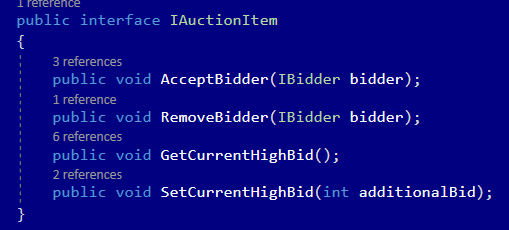 1 reference
public interface IAuctionItem
{
3 references
public void AcceptBidder(IBidder bidder);
1 reference
public void RemoveBidder(IBidder bidder);
6 references
public void GetCurrentHighBid();
2 references
public void SetCurrentHighBid(int additionalBid);
}